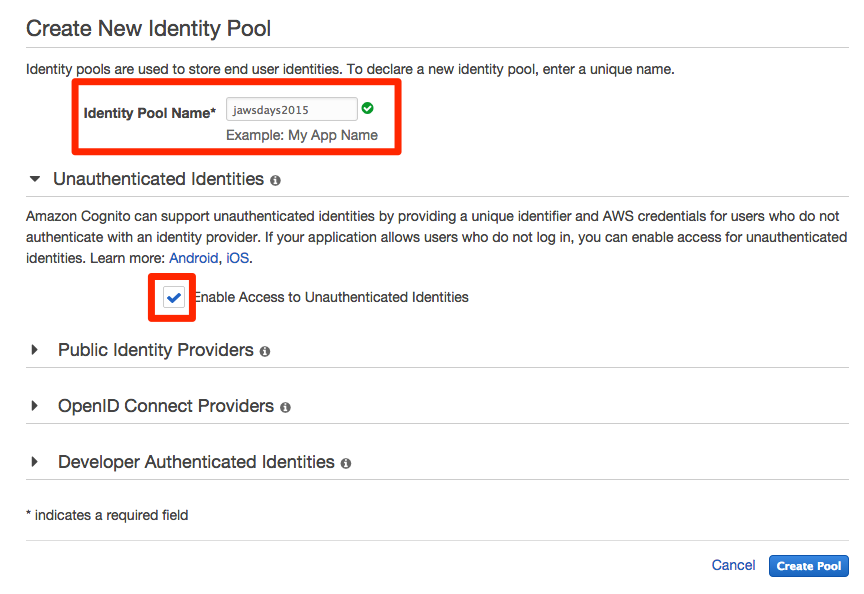 Create New Identity Pool
Identity pools are used to store end user identities. To declare a new identity pool, enter a unique name.
Identity Pool Name* jawsdays2015
Example: My App Name
Unauthenticated Identities
Amazon Cognito can support unauthenticated identities by providing a unique identifier and AWS credentials for users who do not
authenticate with an identity provider. If your application allows users who do not log in, you can enable access for unauthenticated
identities. Learn more: Android, iOS.
Enable Access to Unauthenticated Identities
Public Identity Providers
OpenID Connect Providers
Developer Authenticated Identities
* indicates a required field
Cancel Create Pool